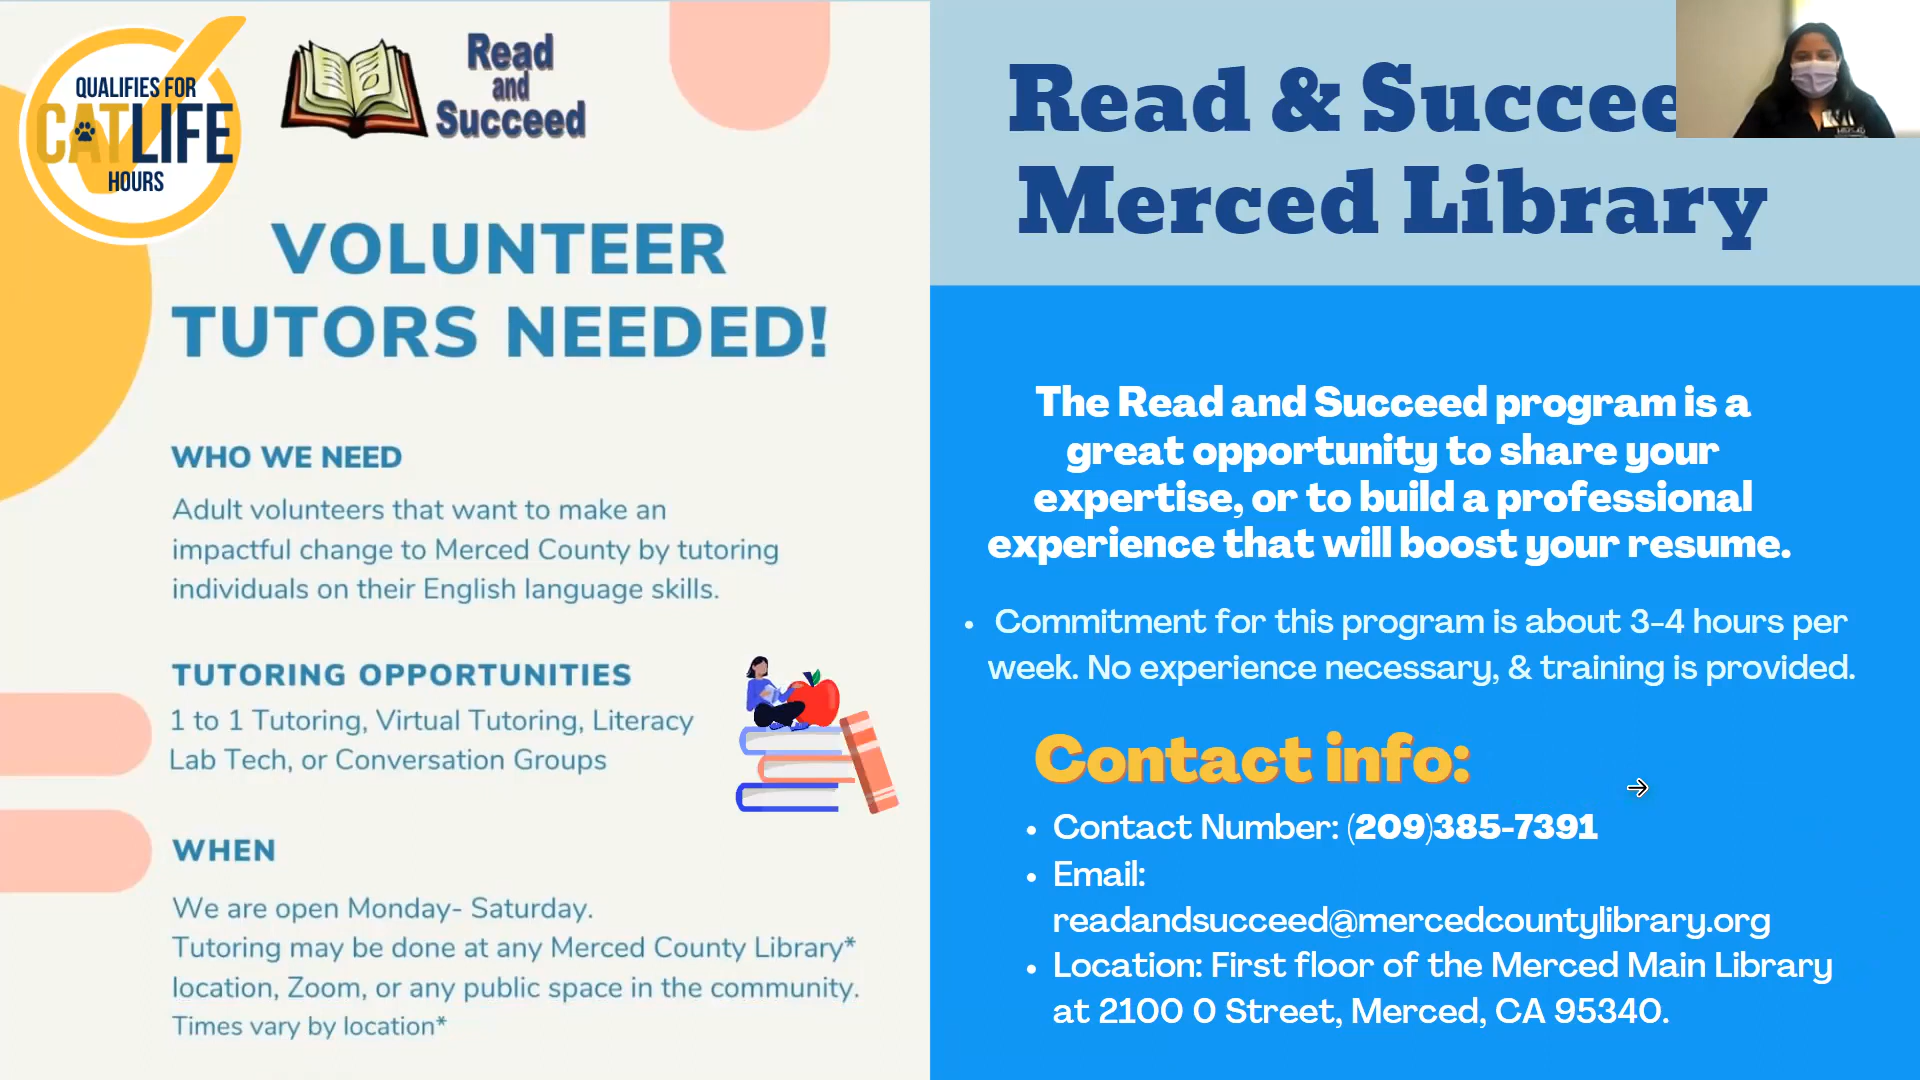 QUALIFIES FOR
CATLIFE
HOURS
Read
and
Succeed
VOLUNTEER
TUTORS NEEDED!
WHO WE NEED
Adult volunteers that want to make an
impactful change to Merced County by tutoring
individuals on their English language skills.
TUTORING OPPORTUNITIES
1 to 1 Tutoring, Virtual Tutoring, Literacy
Lab Tech, or Conversation Groups
WHEN
We are open Monday- Saturday.
Tutoring may be done at any Merced County Library*
location, Zoom, or any public space in the community.
Times vary by location*
Read & Succee
Merced Library
The Read and Succeed program is a
great opportunity to share your
expertise, or to build a professional
experience that will boost your resume.
• Commitment for this program is about 3-4 hours per
week. No experience necessary, & training is provided.
Contact info:
• Contact Number: (209)385-7391
• Email:
readandsucceed@mercedcountylibrary.org
• Location: First floor of the Merced Main Library
at 2100 O Street, Merced, CA 95340.